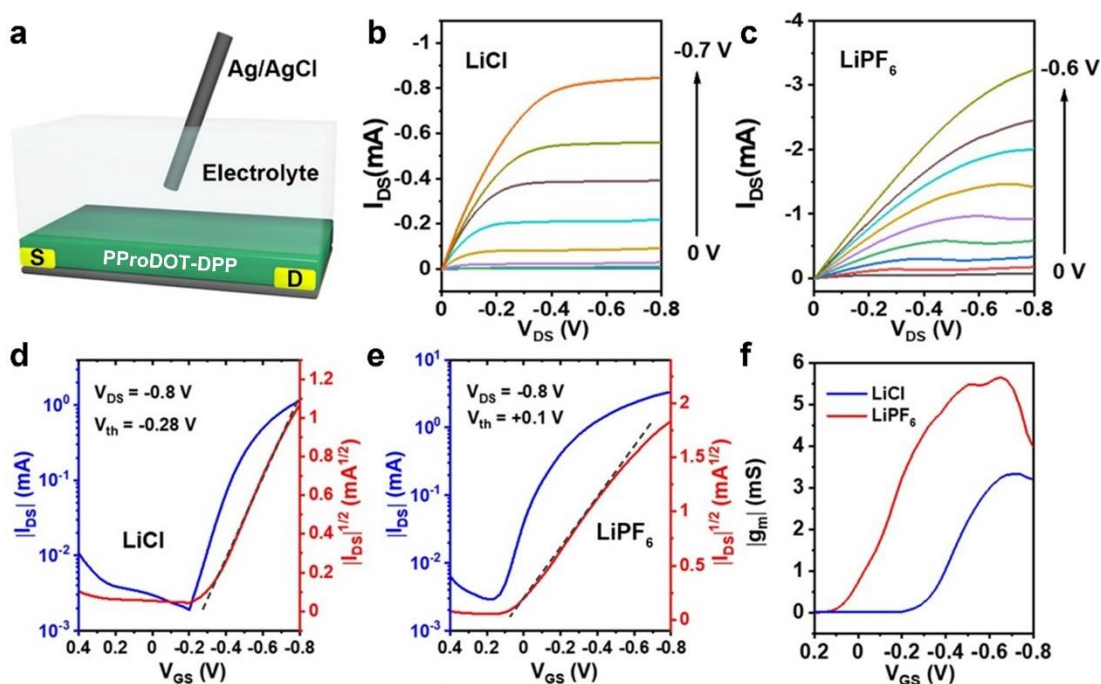 a
Ag/AgCl
Electrolyte
PProDOT-DPP
S
D
b
LiCl
-1
-0.8
-0.6
-0.4
-0.2
0
I_DS (mA)
0 -0.2 -0.4 -0.6 -0.8
V_DS (V)
-0.7 V
0 V
c
LiPF₆
-4
-3
-2
-1
0
I_DS (mA)
0 -0.2 -0.4 -0.6 -0.8
V_DS (V)
-0.6 V
0 V
d
V_DS = -0.8 V
V_th = -0.28 V
LiCl
10⁰
10⁻¹
10⁻²
10⁻³
|I_DS| (mA)
1.2
1.0
0.8
0.6
0.4
0.2
0
|I_DS|^1/2 (mA^1/2)
0.4 0.2 0 -0.2 -0.4 -0.6 -0.8
V_GS (V)
e
V_DS = -0.8 V
V_th = +0.1 V
LiPF₆
10¹
10⁰
10⁻¹
10⁻²
10⁻³
|I_DS| (mA)
2
1.5
1
0.5
0
|I_DS|^1/2 (mA^1/2)
0.4 0.2 0 -0.2 -0.4 -0.6 -0.8
V_GS (V)
f
LiCl
LiPF₆
6
5
4
3
2
1
0
|g_m| (mS)
0.2 0 -0.2 -0.4 -0.6 -0.8
V_GS (V)